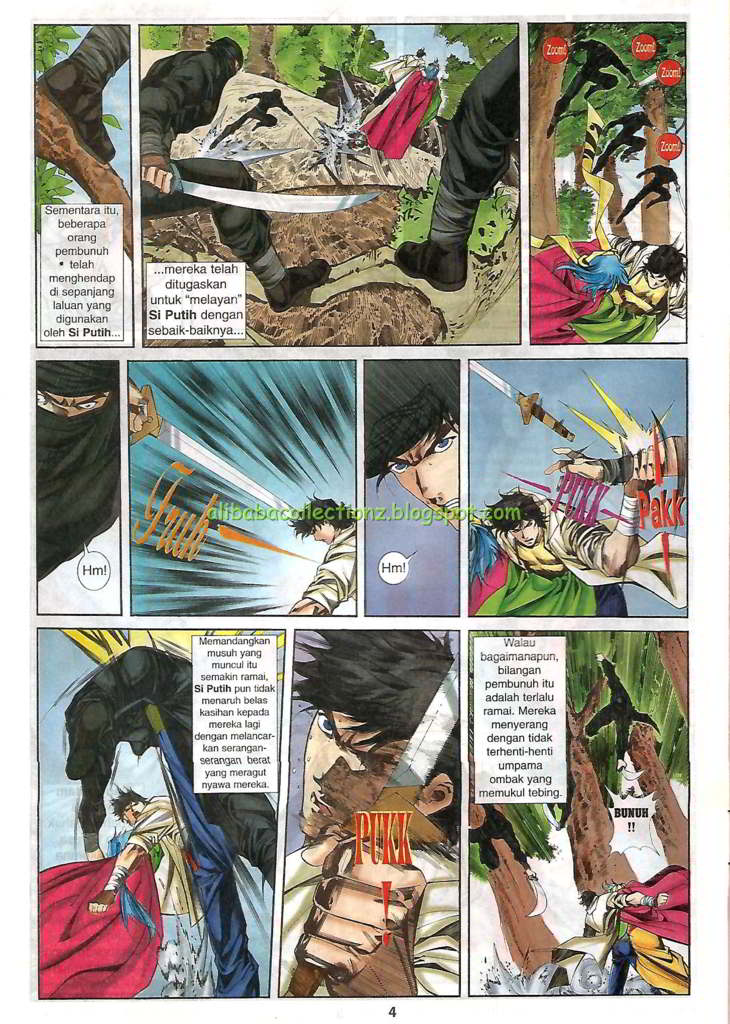 Sementara itu,
beberapa
orang
pembunuh
telah
menghendap
di sepanjang
laluan yang
digunakan
oleh Si Putih...
...mereka telah
ditugaskan
untuk "melayan"
Si Putih dengan
sebaik-baiknya...
Zoom!
Zoom!
Zoom!
Zoom!
Hm!
Truh
Hm!
PUKK
Pakk
!
alibabacollectionz.blogspot.com
Memandangkan
musuh yang
muncul itu
semakin ramai,
Si Putih pun tidak
menaruh belas
kasihan kepada
mereka lagi
dengan melancar-
kan serangan-
serangan berat
yang meragut
nyawa mereka.
PUKK
!
Walau
bagaimanapun,
bilangan
pembunuh itu
adalah terlalu
ramai. Mereka
menyerang
dengan tidak
terhenti-henti
umpama
ombak yang
memukul tebing.
BUNUH
!!
4